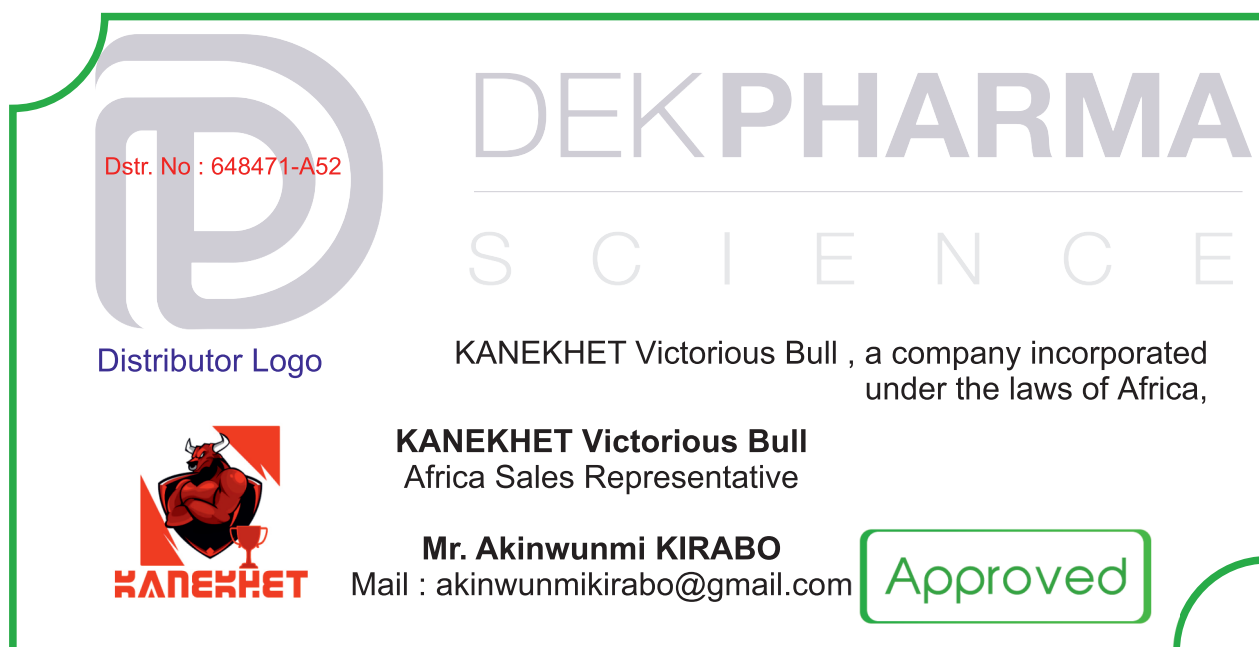 DEKPHARMA
Dstr. No : 648471-A52
SCIENCE
Distributor Logo
KANEKHET Victorious Bull , a company incorporated
under the laws of Africa,
KANEKHET Victorious Bull
Africa Sales Representative
Mr. Akinwunmi KIRABO
Mail : akinwunmikirabo@gmail.com
Approved
KANEKHET